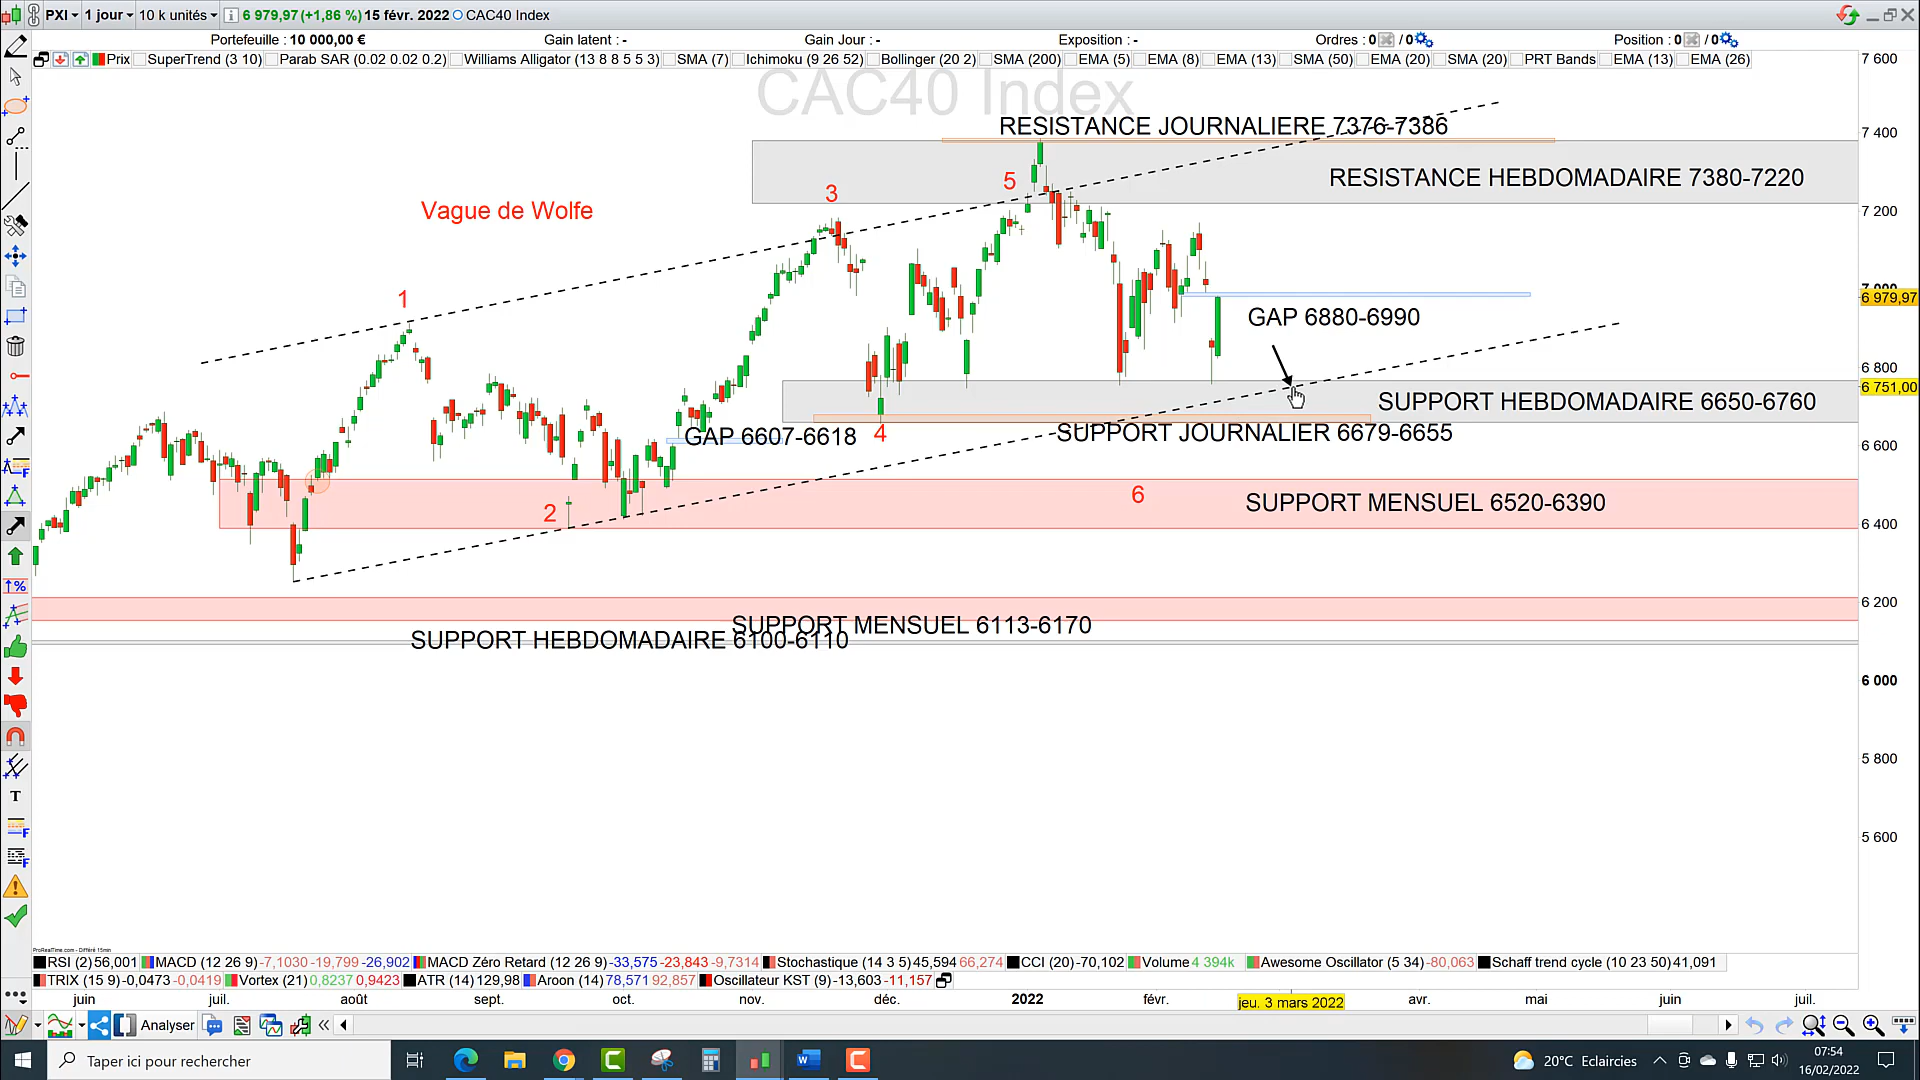 PXI 1 jour 10 k unités 6 979,97 (+1,86 %) 15 févr. 2022 CAC40 Index
Portefeuille : 10 000,00 € Gain latent : - Gain Jour : - Exposition : - Ordres : 0 / 0 Position : 0 / 0
Prix SuperTrend (3 10) Parab SAR (0.02 0.02 0.2) Williams Alligator (13 8 8 5 5 3) SMA (7) Ichimoku (9 26 52) Bollinger (20 2) SMA (200) EMA (5) EMA (8) EMA (13) SMA (50) EMA (20) SMA (20) PRT Bands EMA (13) EMA (26)
7 600
CAC40 Index
RESISTANCE JOURNALIERE 7376-7386
7 400
RESISTANCE HEBDOMADAIRE 7380-7220
3
5
Vague de Wolfe
7 200
1
7 000
6 979,97
GAP 6880-6990
6 800
6 751,00
SUPPORT HEBDOMADAIRE 6650-6760
GAP 6607-6618
4
SUPPORT JOURNALIER 6679-6655
6 600
6
SUPPORT MENSUEL 6520-6390
2
6 400
6 200
SUPPORT MENSUEL 6113-6170
SUPPORT HEBDOMADAIRE 6100-6110
6 000
5 800
T
5 600
ProRealTime.com - Différé 15min
RSI (2) 56,001 MACD (12 26 9) -7,1030 -19,799 -26,902 MACD Zéro Retard (12 26 9) -33,575 -23,843 -9,7314 Stochastique (14 3 5) 45,594 66,274 CCI (20) -70,102 Volume 4 394k Awesome Oscillator (5 34) -80,063 Schaff trend cycle (10 23 50) 41,091
TRIX (15 9) -0,0473 -0,0419 Vortex (21) 0,8237 0,9423 ATR (14) 129,98 Aroon (14) 78,571 92,857 Oscillateur KST (9) -13,603 -11,157
juin juil. août sept. oct. nov. déc. 2022 févr. jeu. 3 mars 2022 avr. mai juin juil.
Analyser
Taper ici pour rechercher
20°C Eclaircies
07:54
16/02/2022